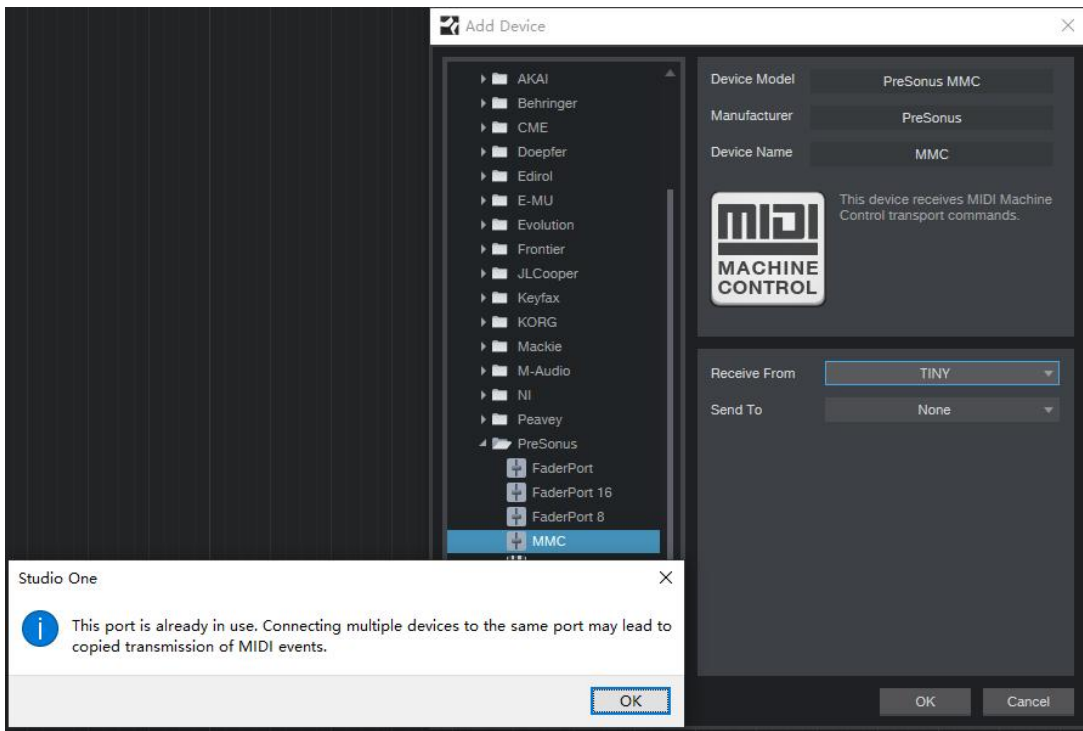 Add Device
AKAI
Behringer
CME
Doepfer
Edirol
E-MU
Evolution
Frontier
JLCooper
Keyfax
KORG
Mackie
M-Audio
NI
Peavey
PreSonus
FaderPort
FaderPort 16
FaderPort 8
MMC
Device Model PreSonus MMC
Manufacturer PreSonus
Device Name MMC
MIDI
MACHINE
CONTROL
This device receives MIDI Machine
Control transport commands.
Receive From TINY
Send To None
OK Cancel
Studio One
This port is already in use. Connecting multiple devices to the same port may lead to
copied transmission of MIDI events.
OK